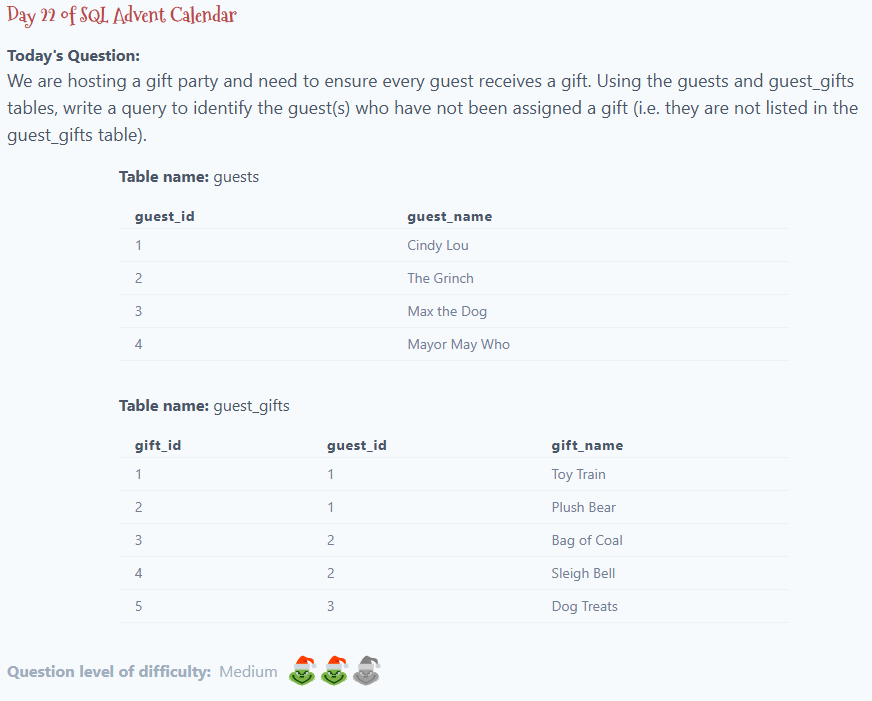 Day 22 of SQL Advent Calendar
Today's Question:
We are hosting a gift party and need to ensure every guest receives a gift. Using the guests and guest_gifts
tables, write a query to identify the guest(s) who have not been assigned a gift (i.e. they are not listed in the
guest_gifts table).
Table name: guests
guest_id guest_name
1 Cindy Lou
2 The Grinch
3 Max the Dog
4 Mayor May Who
Table name: guest_gifts
gift_id guest_id gift_name
1 1 Toy Train
2 1 Plush Bear
3 2 Bag of Coal
4 2 Sleigh Bell
5 3 Dog Treats
Question level of difficulty: Medium